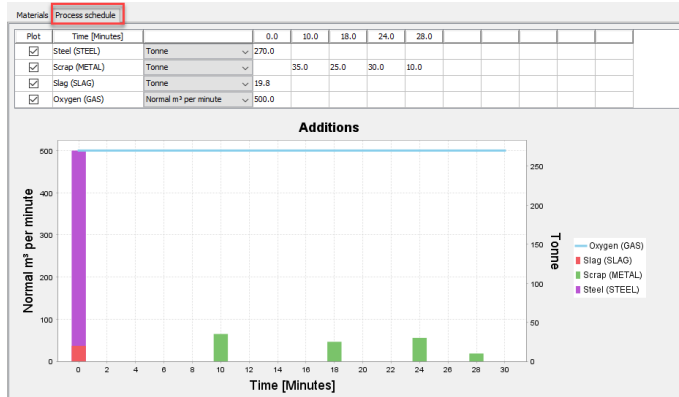 Materials Process schedule
Plot Time [Minutes] 0.0 10.0 18.0 24.0 28.0
Steel (STEEL) Tonne 270.0
Scrap (METAL) Tonne 35.0 25.0 30.0 10.0
Slag (SLAG) Tonne 19.8
Oxygen (GAS) Normal m³ per minute 500.0
Additions
500
400
300
200
100
0
Normal m³ per minute
250
200
150
100
50
0
Tonne
0 2 4 6 8 10 12 14 16 18 20 22 24 26 28 30
Time [Minutes]
Oxygen (GAS)
Slag (SLAG)
Scrap (METAL)
Steel (STEEL)